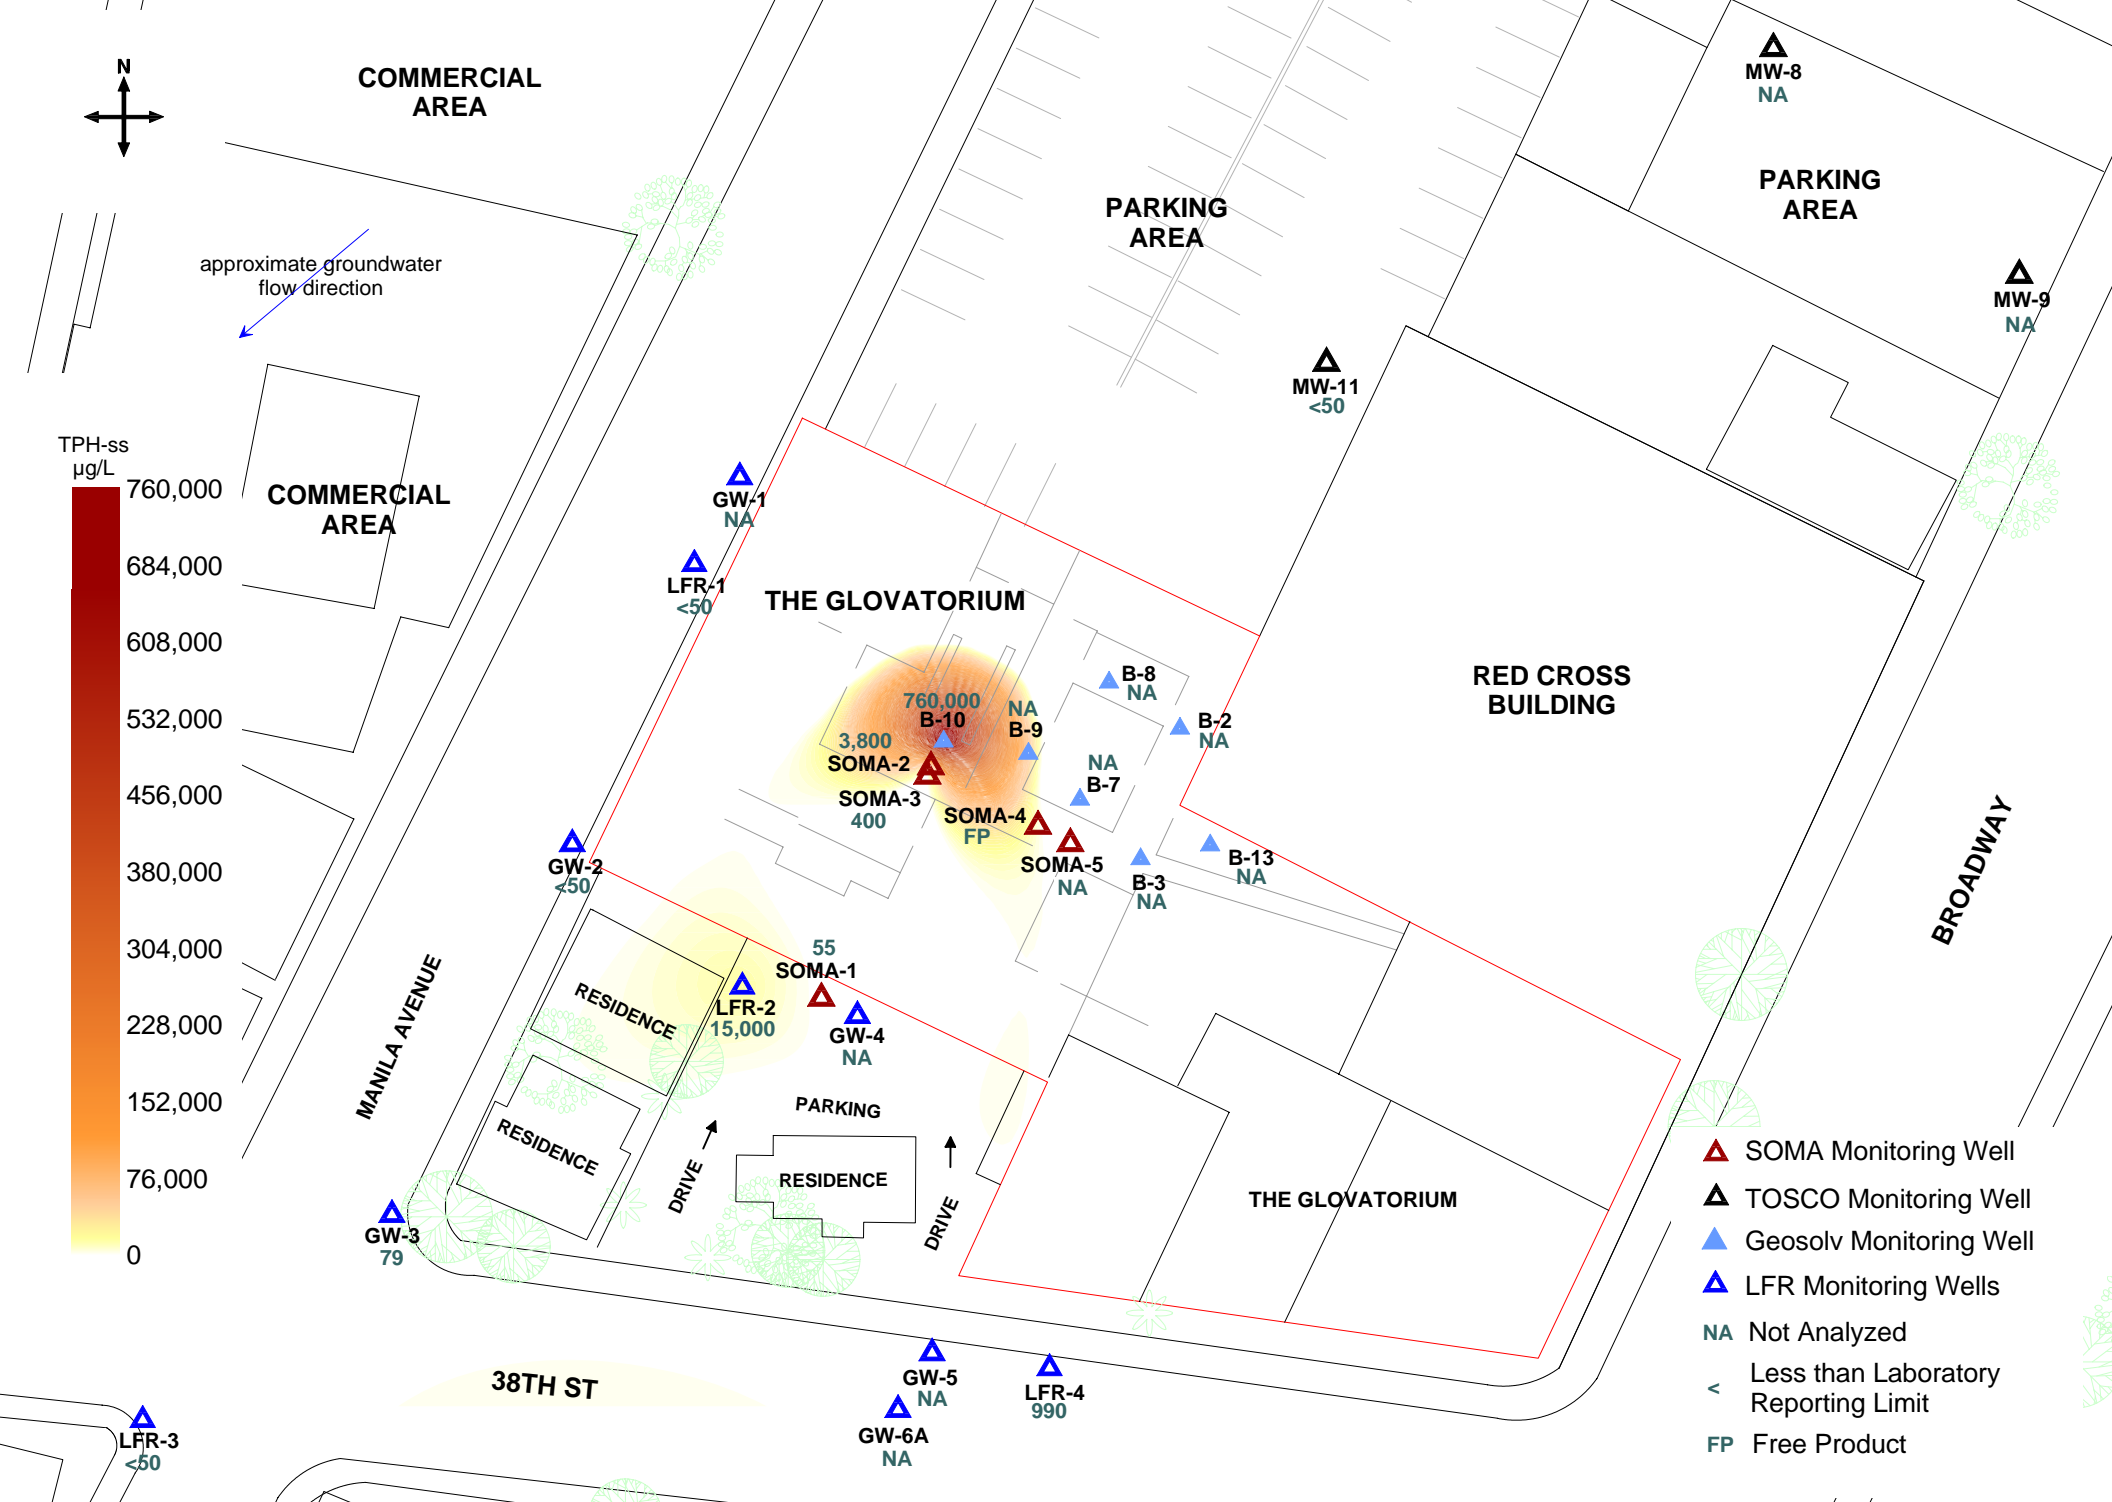 N
COMMERCIAL
AREA
MW-8
NA
PARKING
AREA
PARKING
AREA
approximate groundwater
flow direction
MW-9
NA
MW-11
<50
TPH-ss
µg/L
760,000
684,000
608,000
532,000
456,000
380,000
304,000
228,000
152,000
76,000
0
COMMERCIAL
AREA
GW-1
NA
LFR-1
<50
THE GLOVATORIUM
RED CROSS
BUILDING
B-8
NA
760,000
B-10
NA
B-9
B-2
NA
3,800
SOMA-2
NA
B-7
SOMA-3
400
SOMA-4
FP
SOMA-5
NA
B-13
NA
B-3
NA
GW-2
<50
BROADWAY
55
SOMA-1
LFR-2
15,000
GW-4
NA
RESIDENCE
MANILA AVENUE
PARKING
RESIDENCE
DRIVE
RESIDENCE
DRIVE
THE GLOVATORIUM
GW-3
79
38TH ST
GW-5
NA
LFR-4
990
GW-6A
NA
LFR-3
<50
SOMA Monitoring Well
TOSCO Monitoring Well
Geosolv Monitoring Well
LFR Monitoring Wells
NA Not Analyzed
< Less than Laboratory
Reporting Limit
FP Free Product